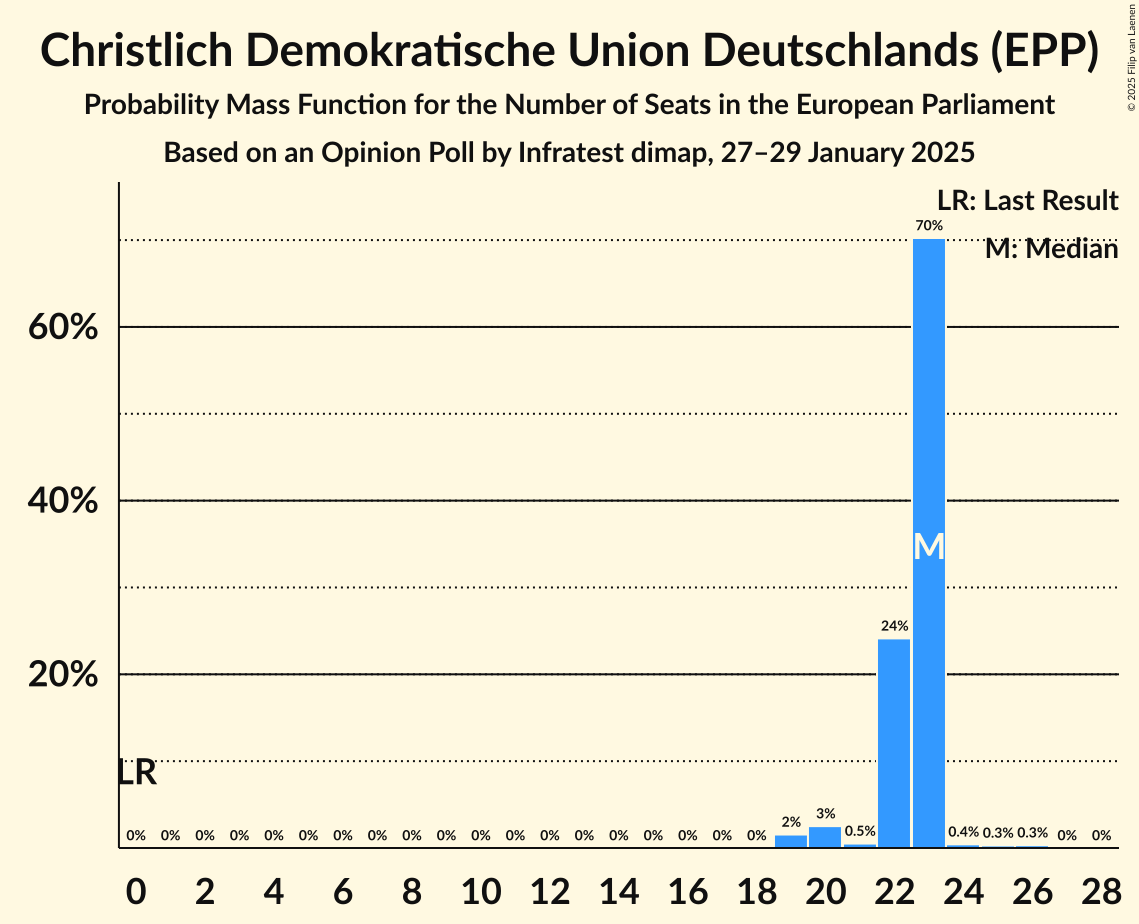 Christlich Demokratische Union Deutschlands (EPP)
Probability Mass Function for the Number of Seats in the European Parliament
Based on an Opinion Poll by Infratest dimap, 27–29 January 2025
© 2025 Filip van Laenen
LR: Last Result
M: Median
70%
60%
40%
M
24%
20%
LR
0% 0% 0% 0% 0% 0% 0% 0% 0% 0% 0% 0% 0% 0% 0% 0% 0% 0% 0% 2% 3% 0.5% 0.4% 0.3% 0.3% 0% 0%
0 2 4 6 8 10 12 14 16 18 20 22 24 26 28